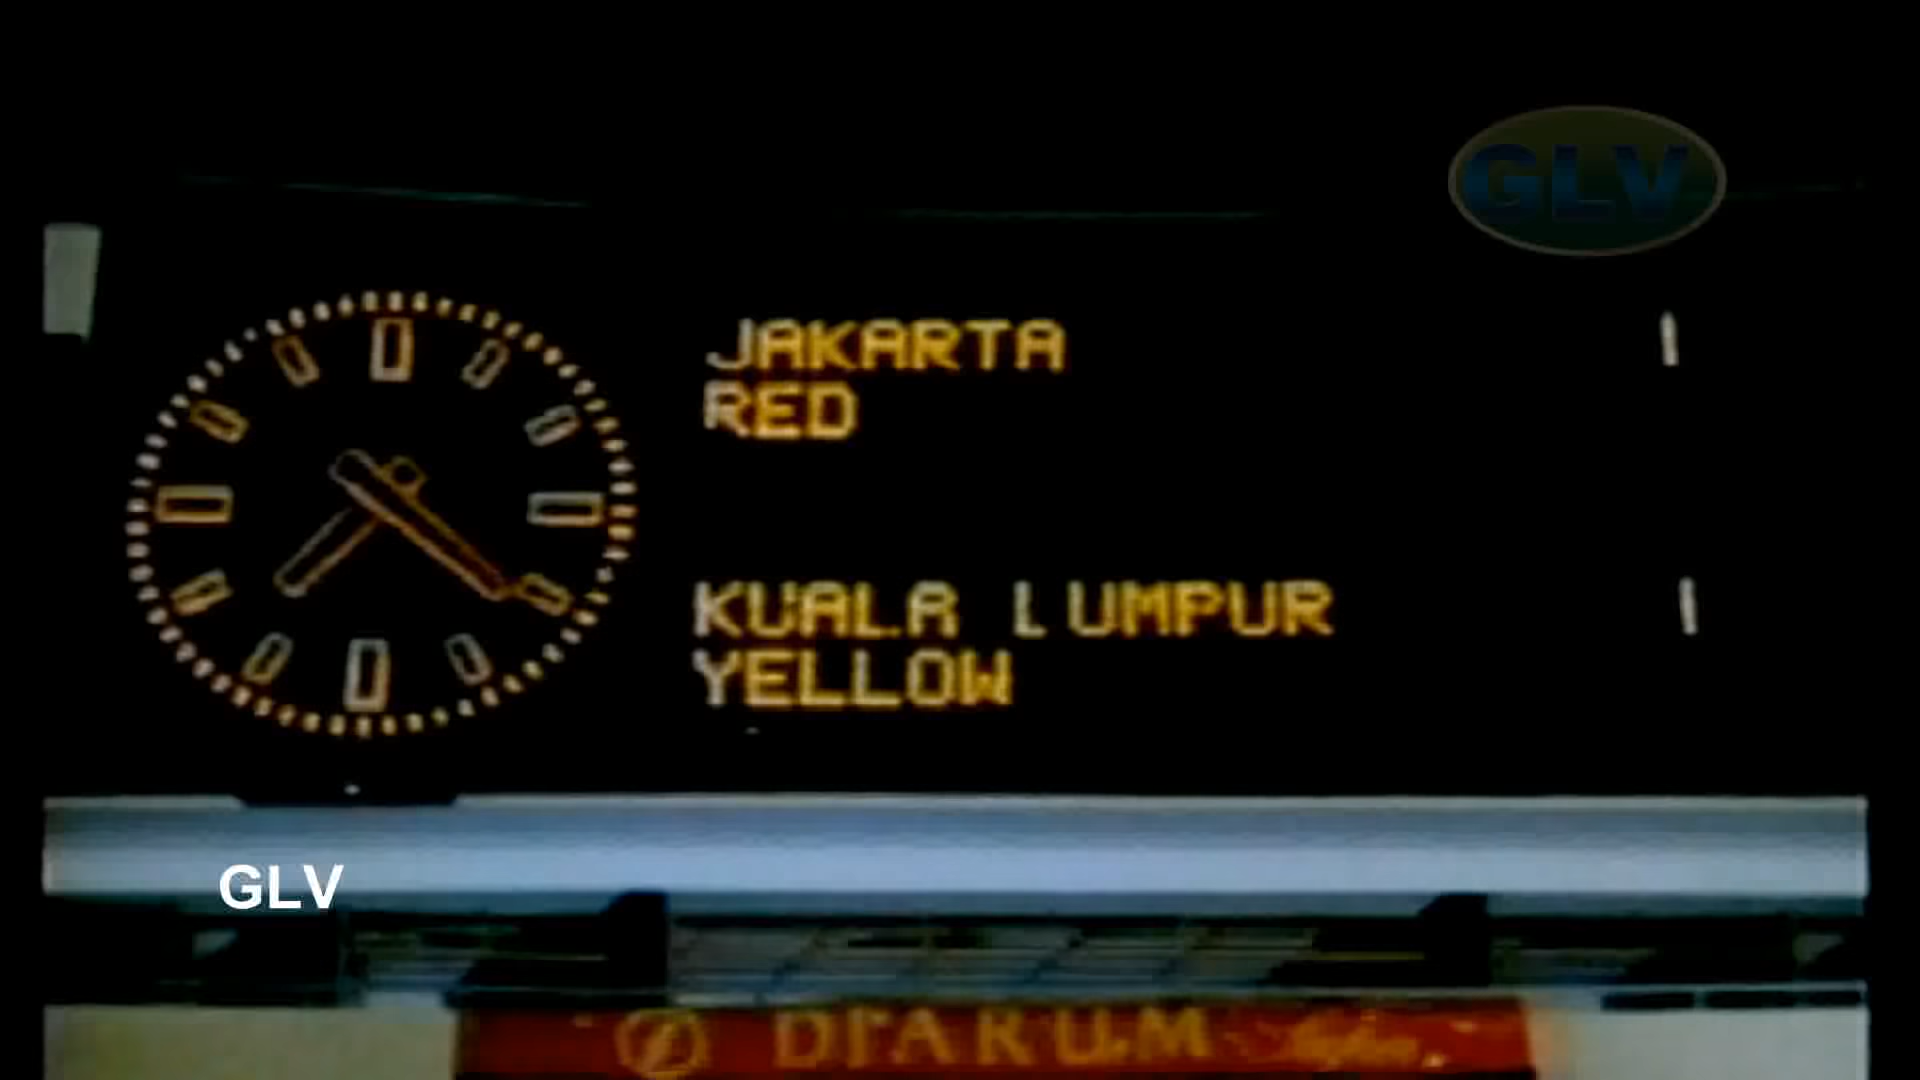 GLV
JAKARTA 1
RED
KUALA LUMPUR 1
YELLOW
GLV
DJARUM